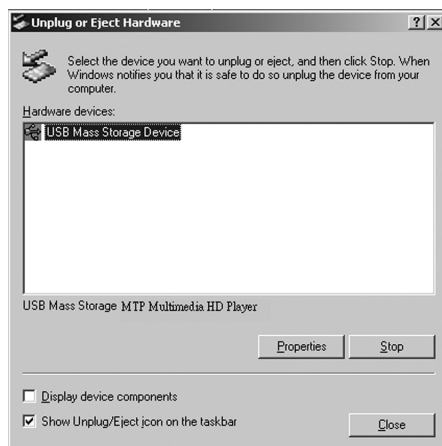 Unplug or Eject Hardware
Select the device you want to unplug or eject, and then click Stop. When
Windows notifies you that it is safe to do so unplug the device from your
computer.
Hardware devices:
USB Mass Storage Device
USB Mass Storage MTP Multimedia HD Player
Properties Stop
Display device components
Show Unplug/Eject icon on the taskbar
Close